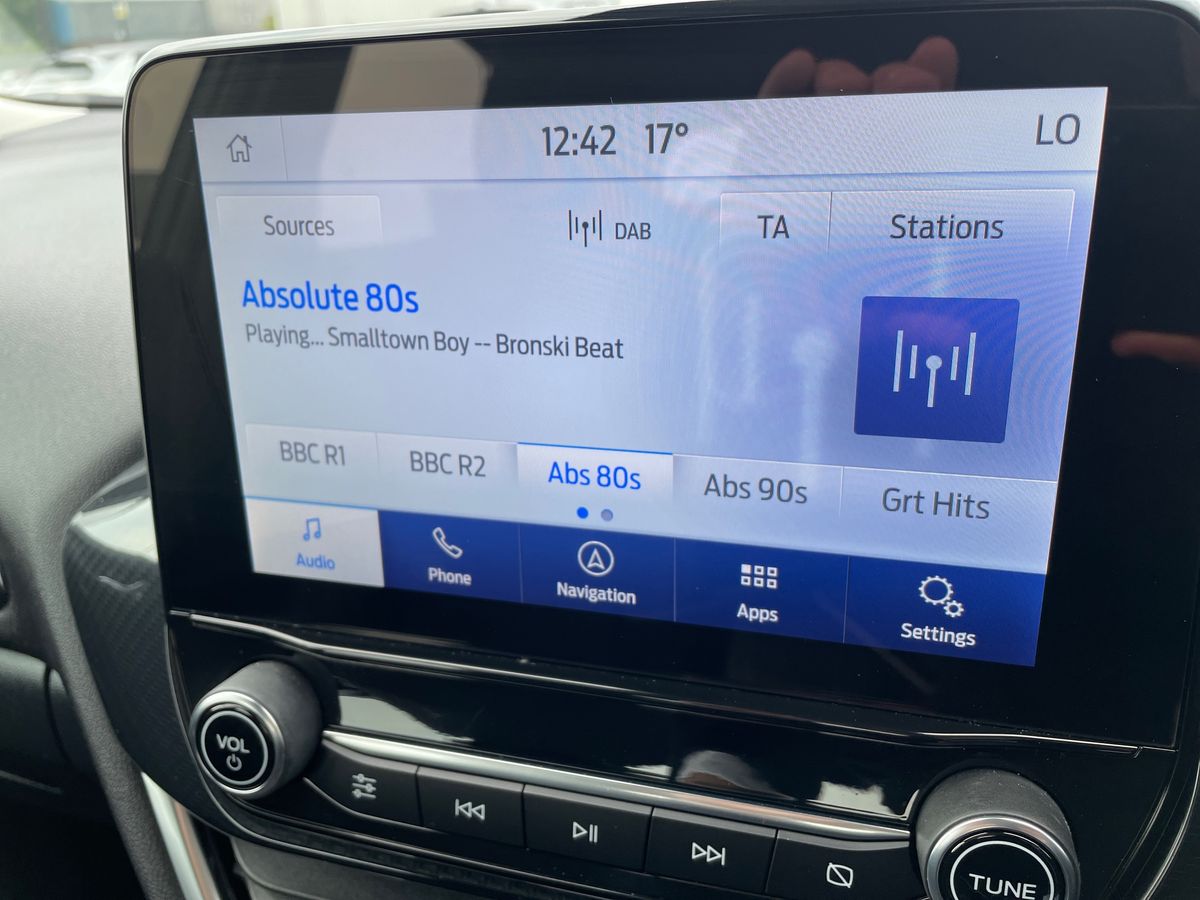 12:42 17° LO
Sources DAB TA Stations
Absolute 80s
Playing... Smalltown Boy -- Bronski Beat
BBC R1 BBC R2 Abs 80s Abs 90s Grt Hits
Audio Phone Navigation Apps Settings
VOL
TUNE